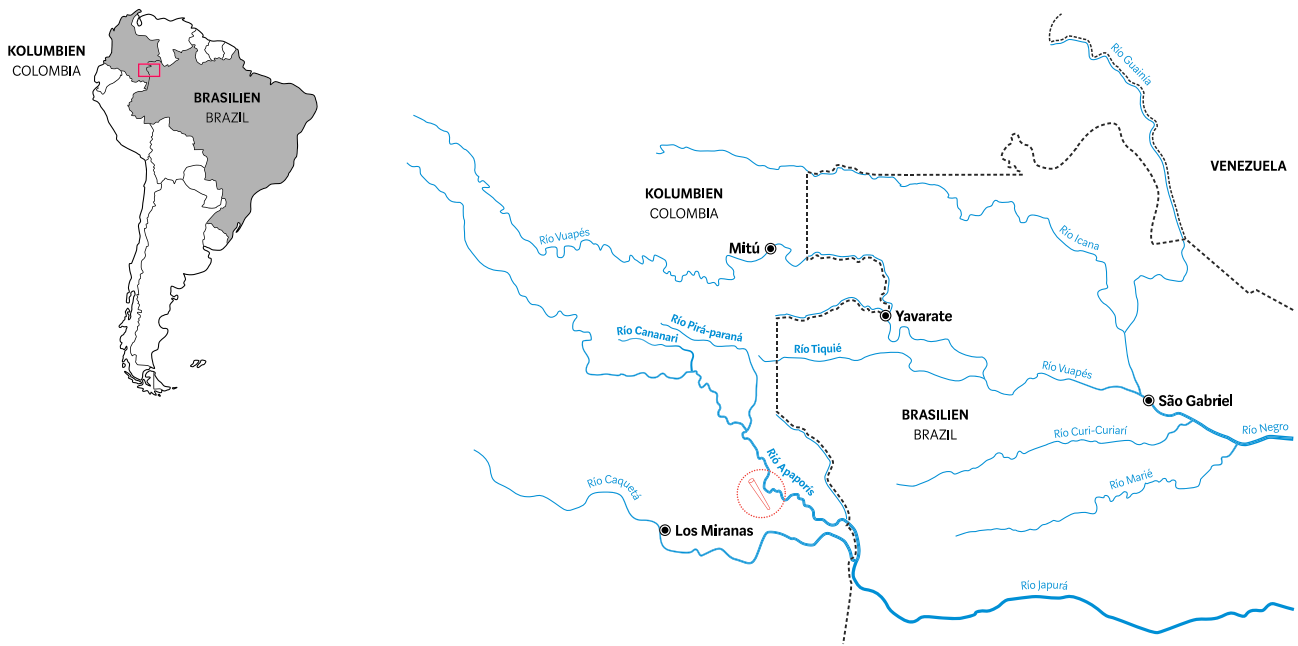 KOLUMBIEN
COLOMBIA
BRASILIEN
BRAZIL
Río Guainía
VENEZUELA
KOLUMBIEN
COLOMBIA
Río Vuapés
Mitú
Río Icana
Yavarate
Río Pirá-paraná
Río Cananari
Río Tiquié
Río Vuapés
São Gabriel
BRASILIEN
BRAZIL
Río Curi-Curiarí
Río Negro
Rió Apaporís
Río Marié
Río Caquetá
Los Miranas
Río Japurá